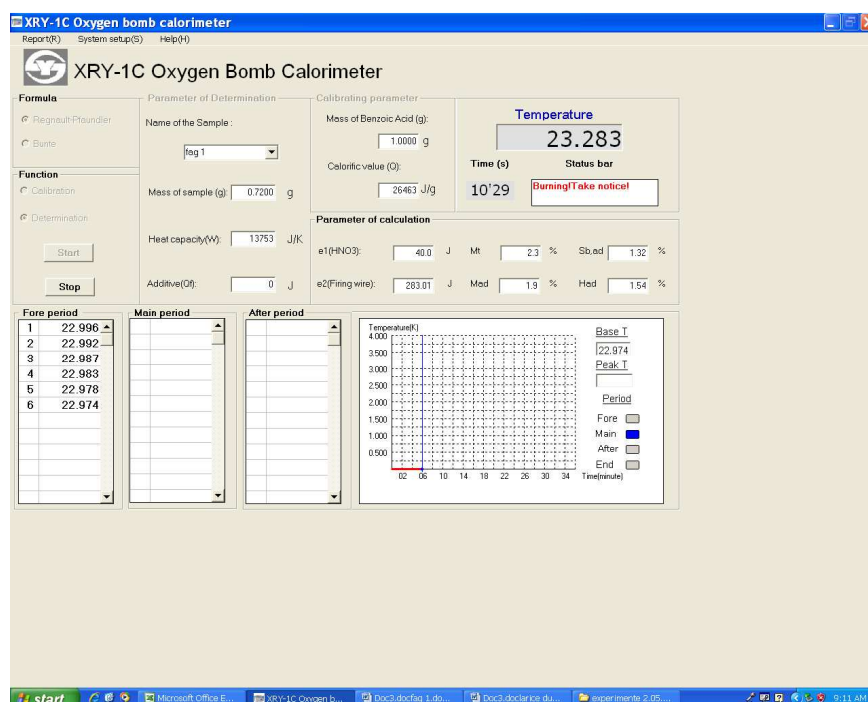 XRY-1C Oxygen bomb calorimeter
Report(R) System setup(S) Help(H)
XRY-1C Oxygen Bomb Calorimeter
Formula
Regnault-Pfaundler
Bunte
Function
Calibration
Determination
Start
Stop
Parameter of Determination
Name of the Sample :
fag 1
Mass of sample (g): 0.7200 g
Heat capacity(W): 13753 J/K
Additive(Qf): 0 J
Calibrating parameter
Mass of Benzoic Acid (g):
1.0000 g
Calorific value (Q):
26463 J/g
Temperature
23.283
Time (s) Status bar
10'29 Burning!Take notice!
Parameter of calculation
e1(HNO3): 40.0 J Mt 2.3 % Sb,ad 1.32 %
e2(Firing wire): 283.01 J Mad 1.9 % Had 1.54 %
Fore period
1 22.996
2 22.992
3 22.987
4 22.983
5 22.978
6 22.974
Main period
After period
Temperature(K)
4.000
3.500
3.000
2.500
2.000
1.500
1.000
0.500
02 06 10 14 18 22 26 30 34 Time(minute)
Base T
22.974
Peak T
Period
Fore
Main
After
End
start Microsoft Office E... XRY-1C Oxygen b... Doc3.docfag 1.do... Doc3.doclarice du... experimente 2.05.... 9:11 AM